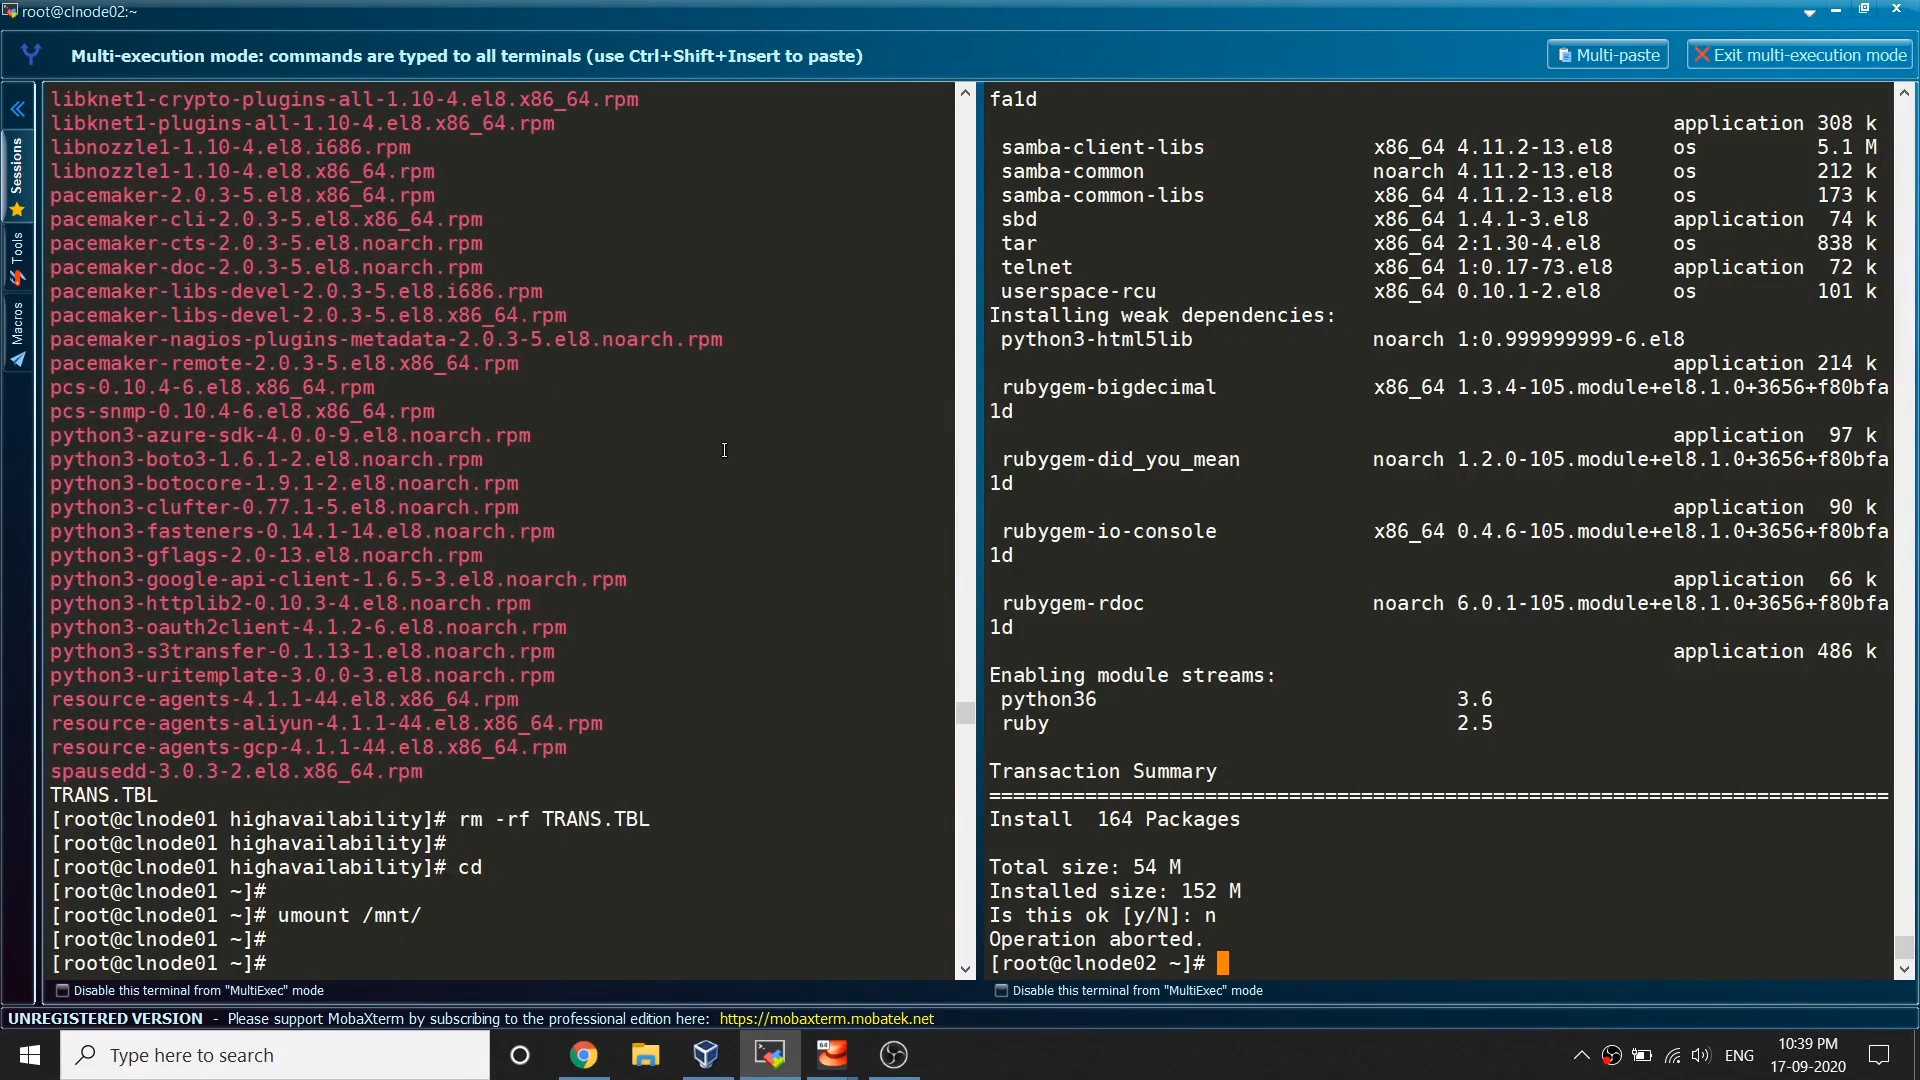 root@clnode02:~
Multi-execution mode: commands are typed to all terminals (use Ctrl+Shift+Insert to paste)
Multi-paste
Exit multi-execution mode
Sessions
Tools
Macros
libknet1-crypto-plugins-all-1.10-4.el8.x86_64.rpm
libknet1-plugins-all-1.10-4.el8.x86_64.rpm
libnozzle1-1.10-4.el8.i686.rpm
libnozzle1-1.10-4.el8.x86_64.rpm
pacemaker-2.0.3-5.el8.x86_64.rpm
pacemaker-cli-2.0.3-5.el8.x86_64.rpm
pacemaker-cts-2.0.3-5.el8.noarch.rpm
pacemaker-doc-2.0.3-5.el8.noarch.rpm
pacemaker-libs-devel-2.0.3-5.el8.i686.rpm
pacemaker-libs-devel-2.0.3-5.el8.x86_64.rpm
pacemaker-nagios-plugins-metadata-2.0.3-5.el8.noarch.rpm
pacemaker-remote-2.0.3-5.el8.x86_64.rpm
pcs-0.10.4-6.el8.x86_64.rpm
pcs-snmp-0.10.4-6.el8.x86_64.rpm
python3-azure-sdk-4.0.0-9.el8.noarch.rpm
python3-boto3-1.6.1-2.el8.noarch.rpm
python3-botocore-1.9.1-2.el8.noarch.rpm
python3-clufter-0.77.1-5.el8.noarch.rpm
python3-fasteners-0.14.1-14.el8.noarch.rpm
python3-gflags-2.0-13.el8.noarch.rpm
python3-google-api-client-1.6.5-3.el8.noarch.rpm
python3-httplib2-0.10.3-4.el8.noarch.rpm
python3-oauth2client-4.1.2-6.el8.noarch.rpm
python3-s3transfer-0.1.13-1.el8.noarch.rpm
python3-uritemplate-3.0.0-3.el8.noarch.rpm
resource-agents-4.1.1-44.el8.x86_64.rpm
resource-agents-aliyun-4.1.1-44.el8.x86_64.rpm
resource-agents-gcp-4.1.1-44.el8.x86_64.rpm
spausedd-3.0.3-2.el8.x86_64.rpm
TRANS.TBL
[root@clnode01 highavailability]# rm -rf TRANS.TBL
[root@clnode01 highavailability]#
[root@clnode01 highavailability]# cd
[root@clnode01 ~]#
[root@clnode01 ~]# umount /mnt/
[root@clnode01 ~]#
[root@clnode01 ~]#
Disable this terminal from "MultiExec" mode
fa1d
application 308 k
samba-client-libs x86_64 4.11.2-13.el8 os 5.1 M
samba-common noarch 4.11.2-13.el8 os 212 k
samba-common-libs x86_64 4.11.2-13.el8 os 173 k
sbd x86_64 1.4.1-3.el8 application 74 k
tar x86_64 2:1.30-4.el8 os 838 k
telnet x86_64 1:0.17-73.el8 application 72 k
userspace-rcu x86_64 0.10.1-2.el8 os 101 k
Installing weak dependencies:
python3-html5lib noarch 1:0.999999999-6.el8
application 214 k
rubygem-bigdecimal x86_64 1.3.4-105.module+el8.1.0+3656+f80bfa
1d
application 97 k
rubygem-did_you_mean noarch 1.2.0-105.module+el8.1.0+3656+f80bfa
1d
application 90 k
rubygem-io-console x86_64 0.4.6-105.module+el8.1.0+3656+f80bfa
1d
application 66 k
rubygem-rdoc noarch 6.0.1-105.module+el8.1.0+3656+f80bfa
1d
application 486 k
Enabling module streams:
python36 3.6
ruby 2.5
Transaction Summary
===========================================================================
Install 164 Packages
Total size: 54 M
Installed size: 152 M
Is this ok [y/N]: n
Operation aborted.
[root@clnode02 ~]#
Disable this terminal from "MultiExec" mode
UNREGISTERED VERSION - Please support MobaXterm by subscribing to the professional edition here: https://mobaxterm.mobatek.net
Type here to search
64
ENG
10:39 PM
17-09-2020